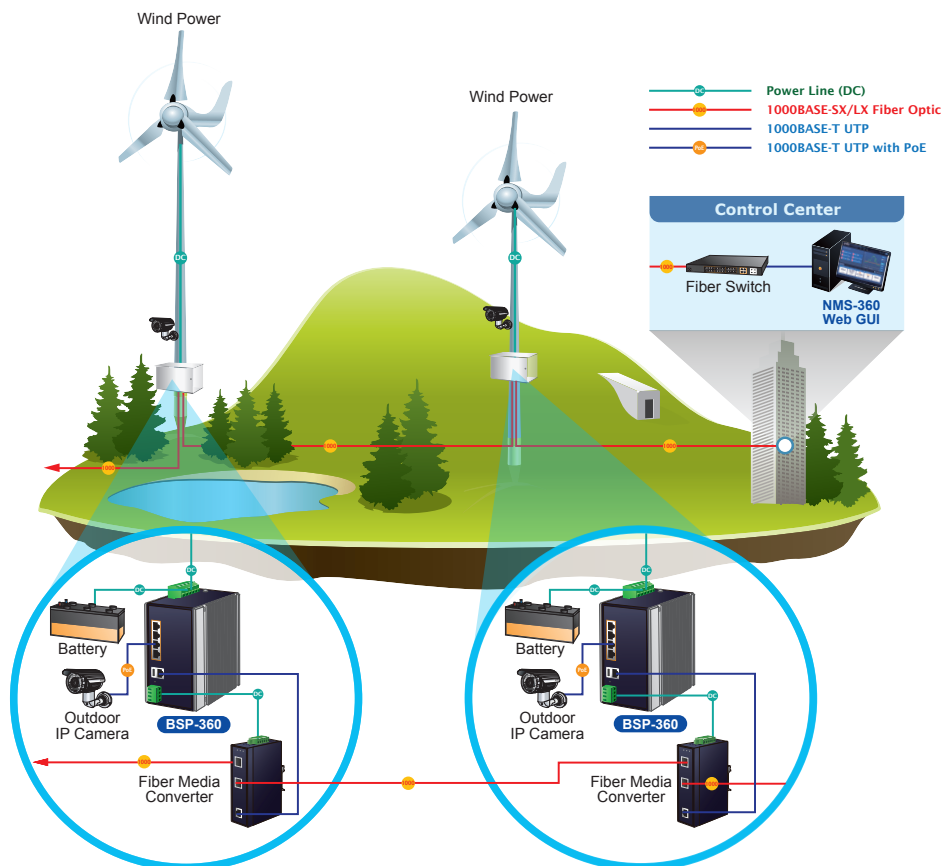 Wind Power
Wind Power
DC Power Line (DC)
1000 1000BASE-SX/LX Fiber Optic
1000BASE-T UTP
PoE 1000BASE-T UTP with PoE
Control Center
1000
Fiber Switch
NMS-360
Web GUI
DC
DC
1000
1000
1000
DC
DC
Battery
PoE
Outdoor
IP Camera
BSP-360
DC
1000
Fiber Media
Converter
1000
DC
DC
Battery
PoE
Outdoor
IP Camera
BSP-360
DC
Fiber Media
Converter
1000